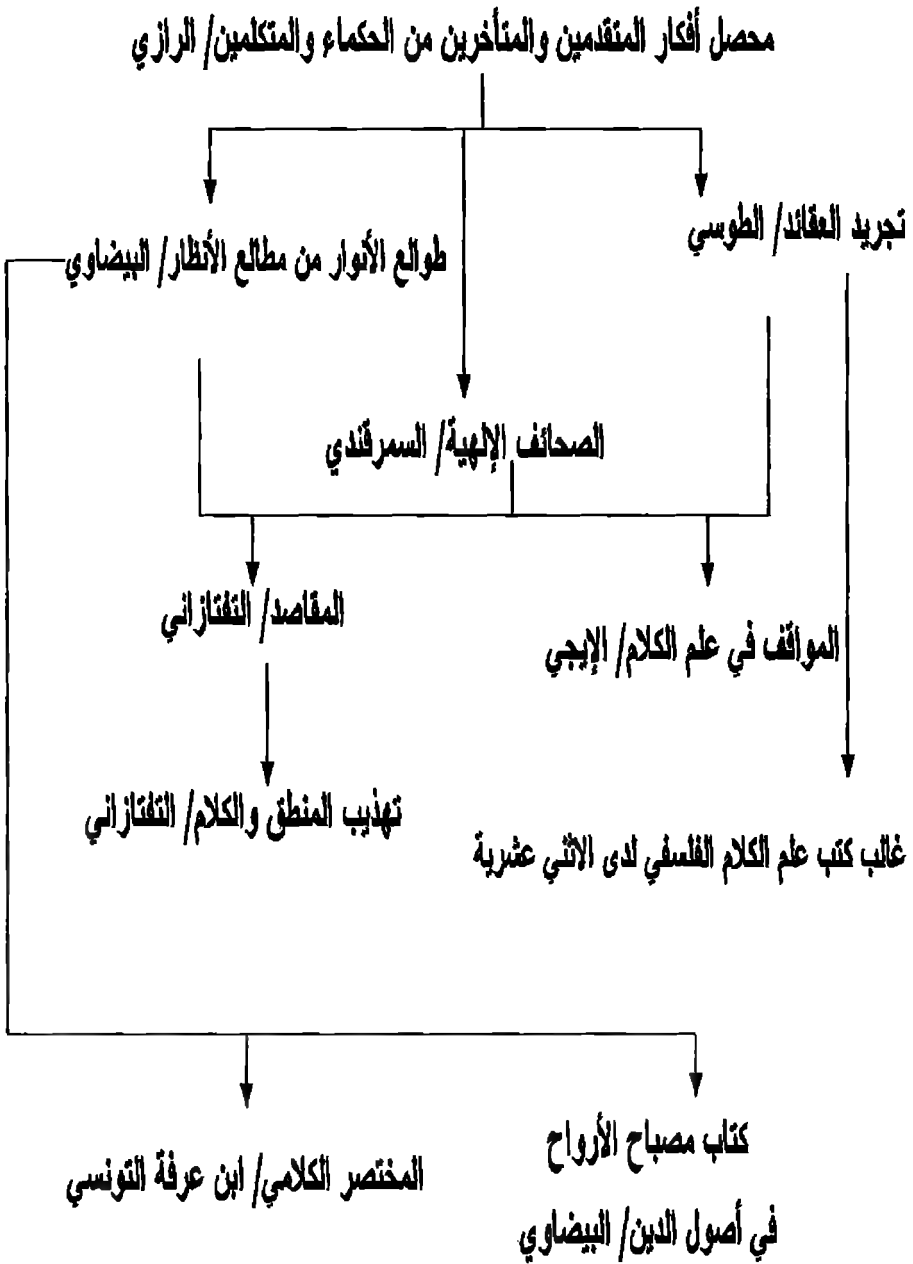 محصل أفكار المتقدمين والمتأخرين من الحكماء والمتكلمين/ الرازي
تجريد العقائد/ الطوسي
طوالع الأنوار من مطالع الأنظار/ البيضاوي
الصحائف الإلهية/ السمرقندي
المقاصد/ التفتازاني
المواقف في علم الكلام/ الإيجي
تهذيب المنطق والكلام/ التفتازاني
غالب كتب علم الكلام الفلسفي لدى الاثني عشرية
كتاب مصباح الأرواح
في أصول الدين/ البيضاوي
المختصر الكلامي/ ابن عرفة التونسي